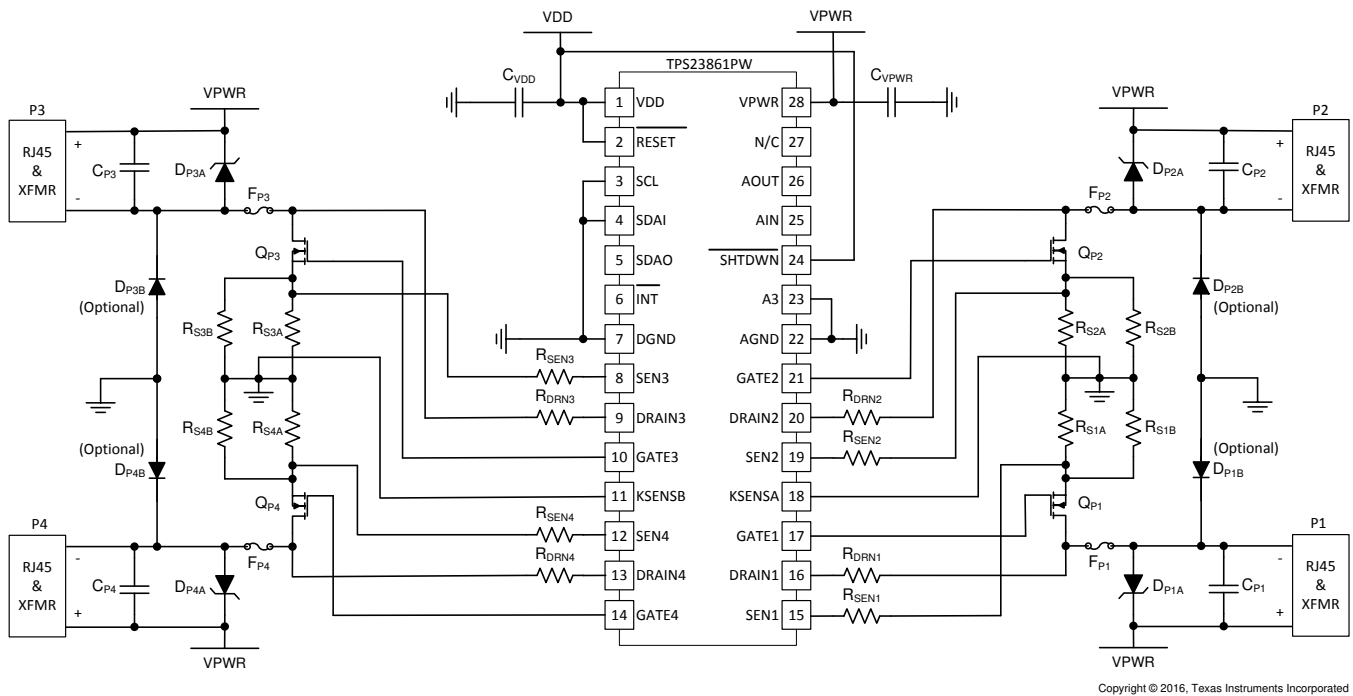 VDD
VPWR
TPS23861PW
CVDD
CVPWR
1 VDD
VPWR 28
2 RESET
N/C 27
3 SCL
AOUT 26
4 SDAI
AIN 25
5 SDAO
SHTDWN 24
6 INT
A3 23
7 DGND
AGND 22
8 SEN3
GATE2 21
9 DRAIN3
DRAIN2 20
10 GATE3
SEN2 19
11 KSENSB
KSENSA 18
12 SEN4
GATE1 17
13 DRAIN4
DRAIN1 16
14 GATE4
SEN1 15
P3
RJ45
&
XFMR
+
-
VPWR
CP3
DP3A
FP3
QP3
DP3B
(Optional)
RS3B
RS3A
RSEN3
RDRN3
RS4B
RS4A
(Optional)
DP4B
QP4
RSEN4
RDRN4
P4
RJ45
&
XFMR
-
+
FP4
CP4
DP4A
VPWR
VPWR
P2
RJ45
&
XFMR
+
-
DP2A
CP2
FP2
QP2
DP2B
(Optional)
RS2A
RS2B
RDRN2
RSEN2
RS1A
RS1B
(Optional)
DP1B
QP1
RDRN1
RSEN1
P1
RJ45
&
XFMR
-
+
FP1
DP1A
CP1
VPWR
Copyright © 2016, Texas Instruments Incorporated